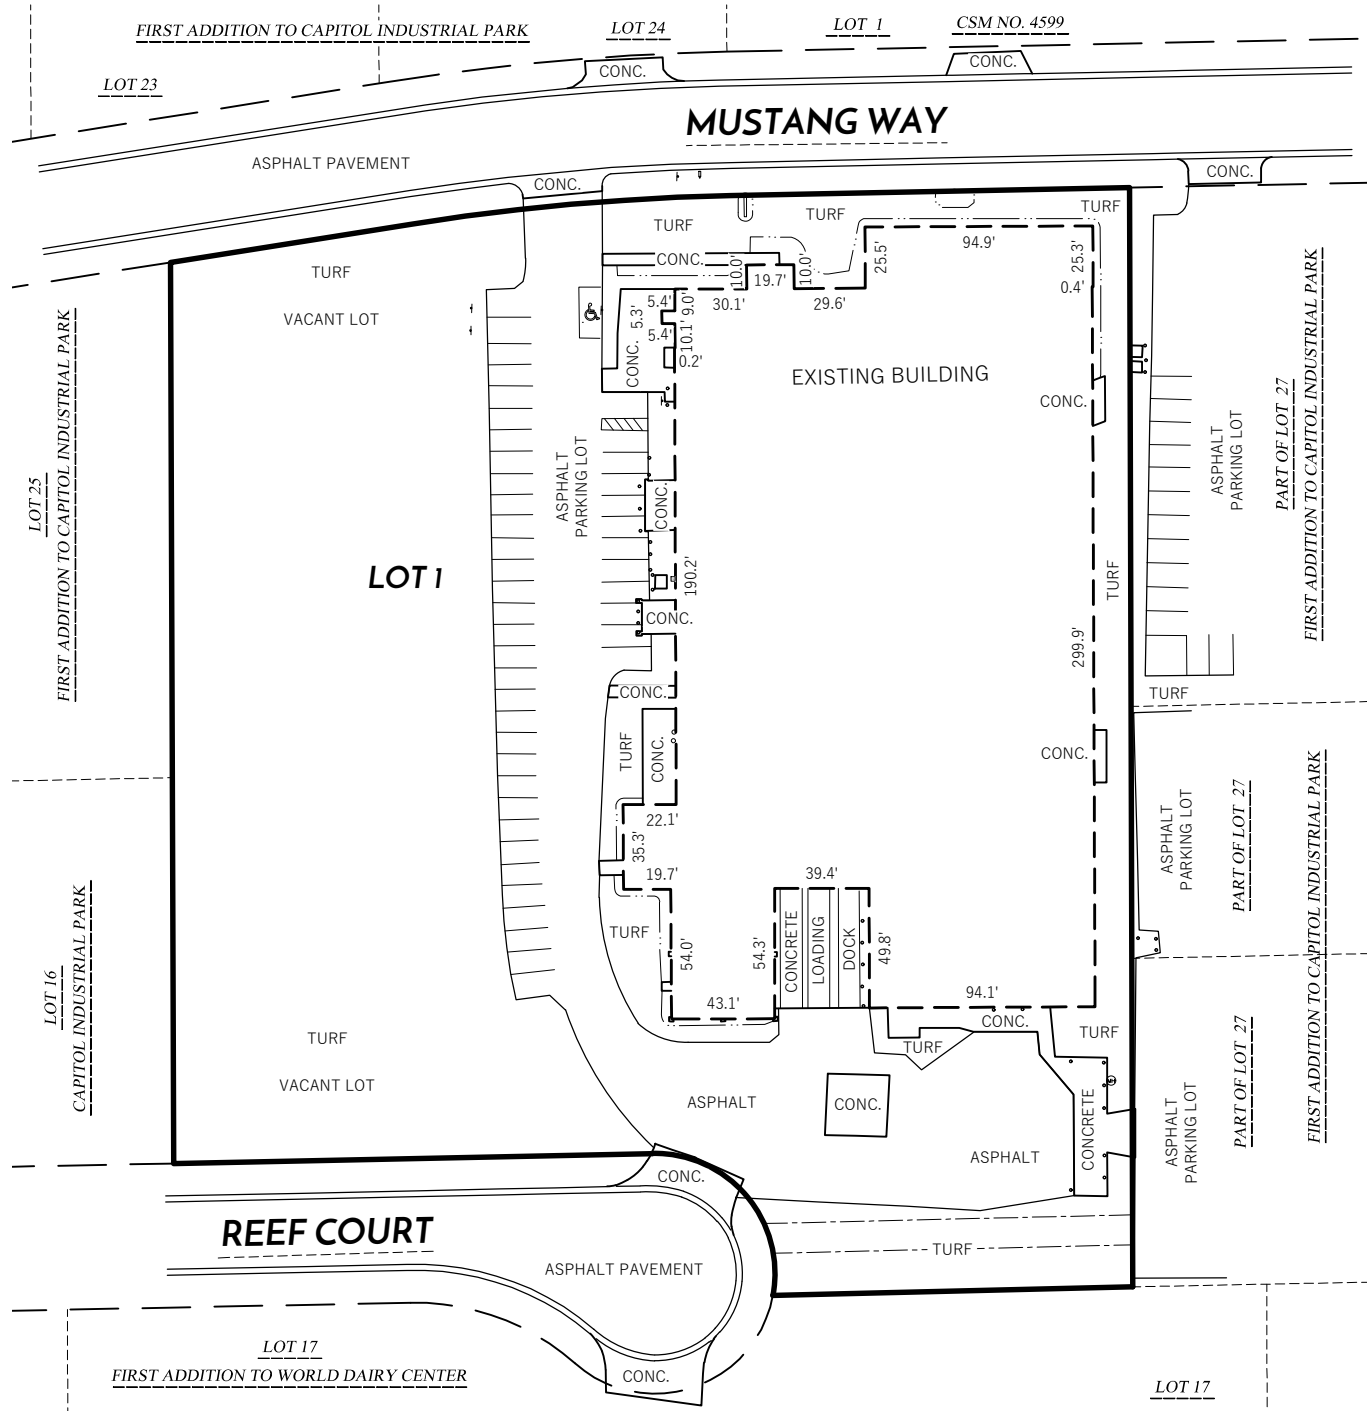 FIRST ADDITION TO CAPITOL INDUSTRIAL PARK
LOT 24
LOT 1
CSM NO. 4599
LOT 23
CONC.
CONC.
MUSTANG WAY
ASPHALT PAVEMENT
CONC.
CONC.
TURF
TURF
TURF
TURF
VACANT LOT
CONC.
10.0'
19.7'
10.0'
25.5'
94.9'
25.3'
0.4'
5.4'
9.0'
30.1'
29.6'
5.3'
5.4'
10.1'
0.2'
CONC.
EXISTING BUILDING
CONC.
LOT 25
FIRST ADDITION TO CAPITOL INDUSTRIAL PARK
ASPHALT
PARKING LOT
CONC.
ASPHALT
PARKING LOT
PART OF LOT 27
FIRST ADDITION TO CAPITOL INDUSTRIAL PARK
LOT 1
190.2'
CONC.
TURF
299.9'
CONC.
TURF
TURF
CONC.
CONC.
22.1'
35.3'
19.7'
39.4'
ASPHALT
PARKING LOT
PART OF LOT 27
FIRST ADDITION TO CAPITOL INDUSTRIAL PARK
LOT 16
CAPITOL INDUSTRIAL PARK
TURF
54.0'
54.3'
CONCRETE
LOADING
DOCK
49.8'
43.1'
94.1'
CONC.
TURF
TURF
TURF
VACANT LOT
ASPHALT
CONC.
CONCRETE
ASPHALT
ASPHALT
PARKING LOT
PART OF LOT 27
CONC.
REEF COURT
TURF
ASPHALT PAVEMENT
LOT 17
FIRST ADDITION TO WORLD DAIRY CENTER
CONC.
LOT 17